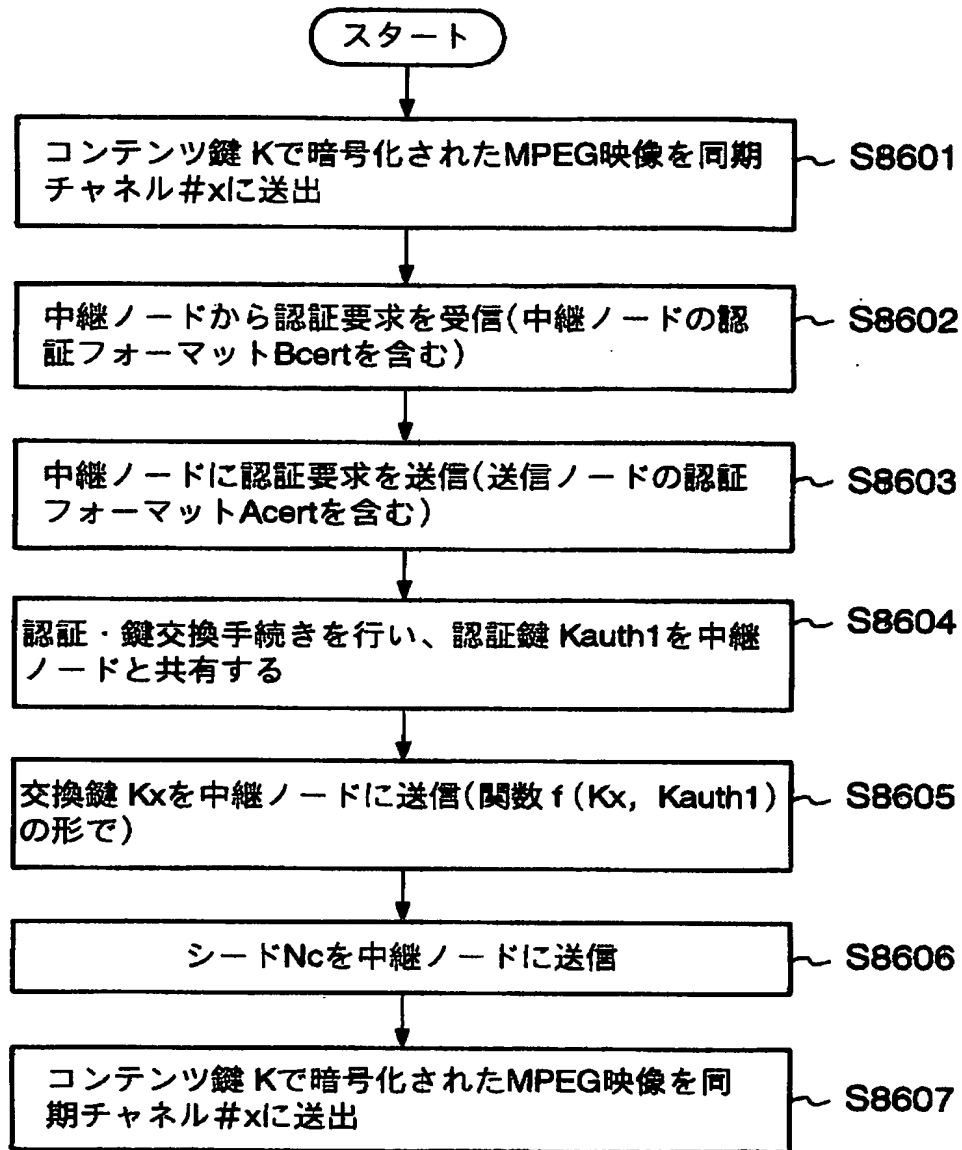 スタート
コンテンツ鍵 Kで暗号化されたMPEG映像を同期
チャネル#xに送出
S8601
中継ノードから認証要求を受信(中継ノードの認
証フォーマットBcertを含む)
S8602
中継ノードに認証要求を送信(送信ノードの認証
フォーマットAcertを含む)
S8603
認証・鍵交換手続きを行い、認証鍵 Kauth1を中継
ノードと共有する
S8604
交換鍵 Kxを中継ノードに送信(関数 f (Kx, Kauth1)
の形で)
S8605
シードNcを中継ノードに送信
S8606
コンテンツ鍵 Kで暗号化されたMPEG映像を同
期チャネル#xに送出
S8607